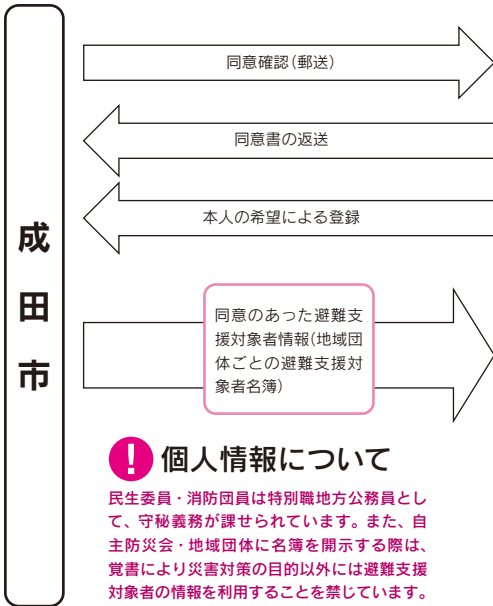 同意確認(郵送)
同意書の返送
本人の希望による登録
成田市
同意のあった避難支
援対象者情報(地域団
体ごとの避難支援対
象者名簿)
! 個人情報について
民生委員・消防団員は特別職地方公務員とし
て、守秘義務が課せられています。また、自
主防災会・地域団体に名簿を開示する際は、
覚書により災害対策の目的以外には避難支援
対象者の情報を利用することを禁じています。